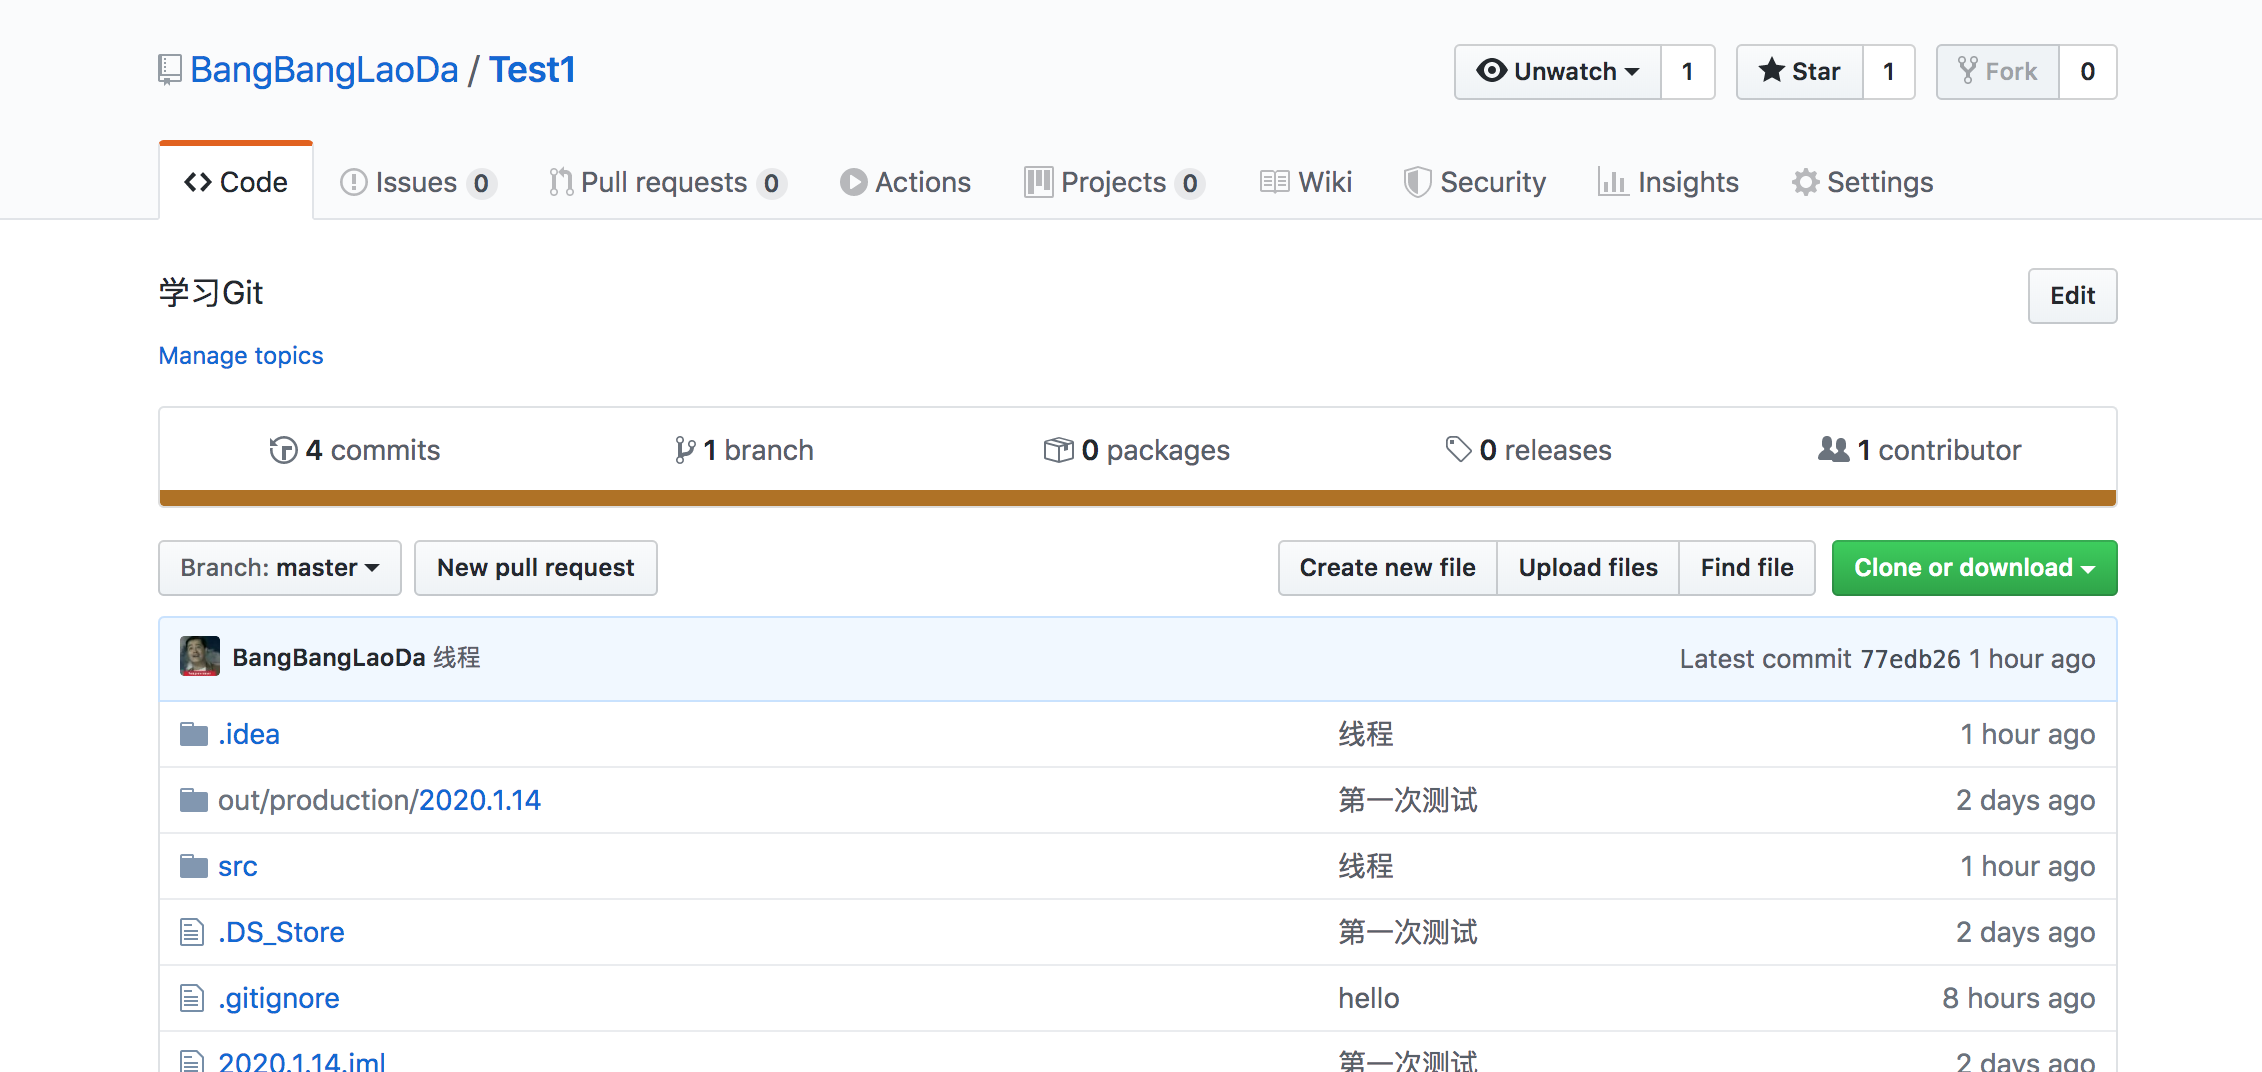 BangBangLaoDa / Test1
Unwatch 1 Star 1 Fork 0
Code Issues 0 Pull requests 0 Actions Projects 0 Wiki Security Insights Settings
学习Git
Edit
Manage topics
4 commits 1 branch 0 packages 0 releases 1 contributor
Branch: master New pull request Create new file Upload files Find file Clone or download
BangBangLaoDa 线程 Latest commit 77edb26 1 hour ago
.idea 线程 1 hour ago
out/production/2020.1.14 第一次测试 2 days ago
src 线程 1 hour ago
.DS_Store 第一次测试 2 days ago
.gitignore hello 8 hours ago
2020.1.14.iml 第一次测试 2 days ago